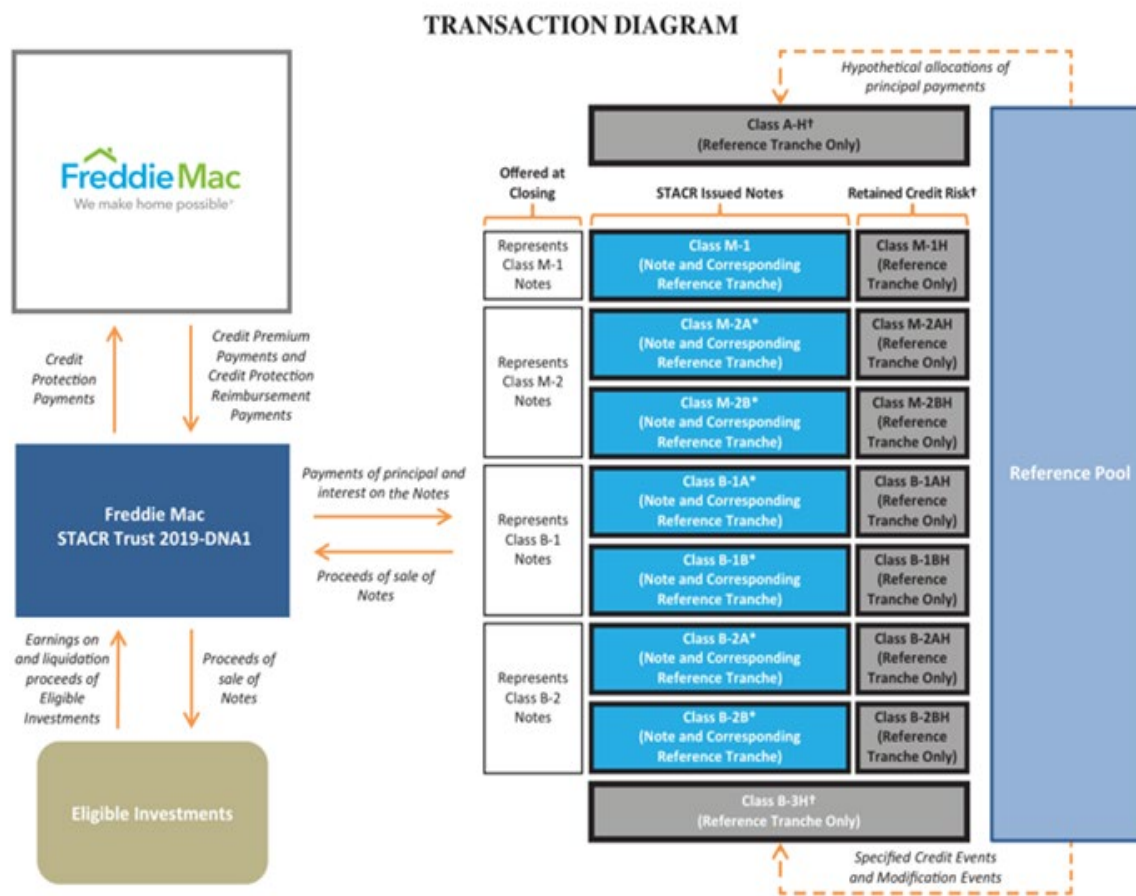 TRANSACTION DIAGRAM
Hypothetical allocations of
principal payments
FreddieMac
We make home possible®
Class A-H†
(Reference Tranche Only)
Offered at
Closing
STACR Issued Notes
Retained Credit Risk†
Represents
Class M-1
Notes
Class M-1
(Note and Corresponding
Reference Tranche)
Class M-1H
(Reference
Tranche Only)
Credit
Protection
Payments
Credit Premium
Payments and
Credit Protection
Reimbursement
Payments
Represents
Class M-2
Notes
Class M-2A*
(Note and Corresponding
Reference Tranche)
Class M-2AH
(Reference
Tranche Only)
Class M-2B*
(Note and Corresponding
Reference Tranche)
Class M-2BH
(Reference
Tranche Only)
Reference Pool
Freddie Mac
STACR Trust 2019-DNA1
Payments of principal and
interest on the Notes
Proceeds of sale of
Notes
Represents
Class B-1
Notes
Class B-1A*
(Note and Corresponding
Reference Tranche)
Class B-1AH
(Reference
Tranche Only)
Class B-1B*
(Note and Corresponding
Reference Tranche)
Class B-1BH
(Reference
Tranche Only)
Earnings on
and liquidation
proceeds of
Eligible
Investments
Proceeds of
sale of
Notes
Represents
Class B-2
Notes
Class B-2A*
(Note and Corresponding
Reference Tranche)
Class B-2AH
(Reference
Tranche Only)
Class B-2B*
(Note and Corresponding
Reference Tranche)
Class B-2BH
(Reference
Tranche Only)
Eligible Investments
Class B-3H†
(Reference Tranche Only)
Specified Credit Events
and Modification Events